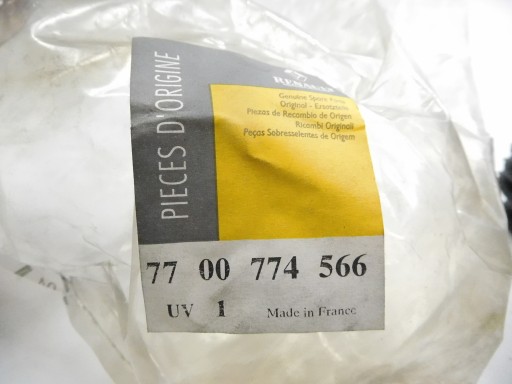 RENAULT
PIECES D'ORIGINE
Genuine Spare Parts
Original - Ersatzteile
Piezas de Recambio de Origen
Ricambi Originali
Peças Sobresselentes de Origem
77 00 774 566
UV 1 Made in France